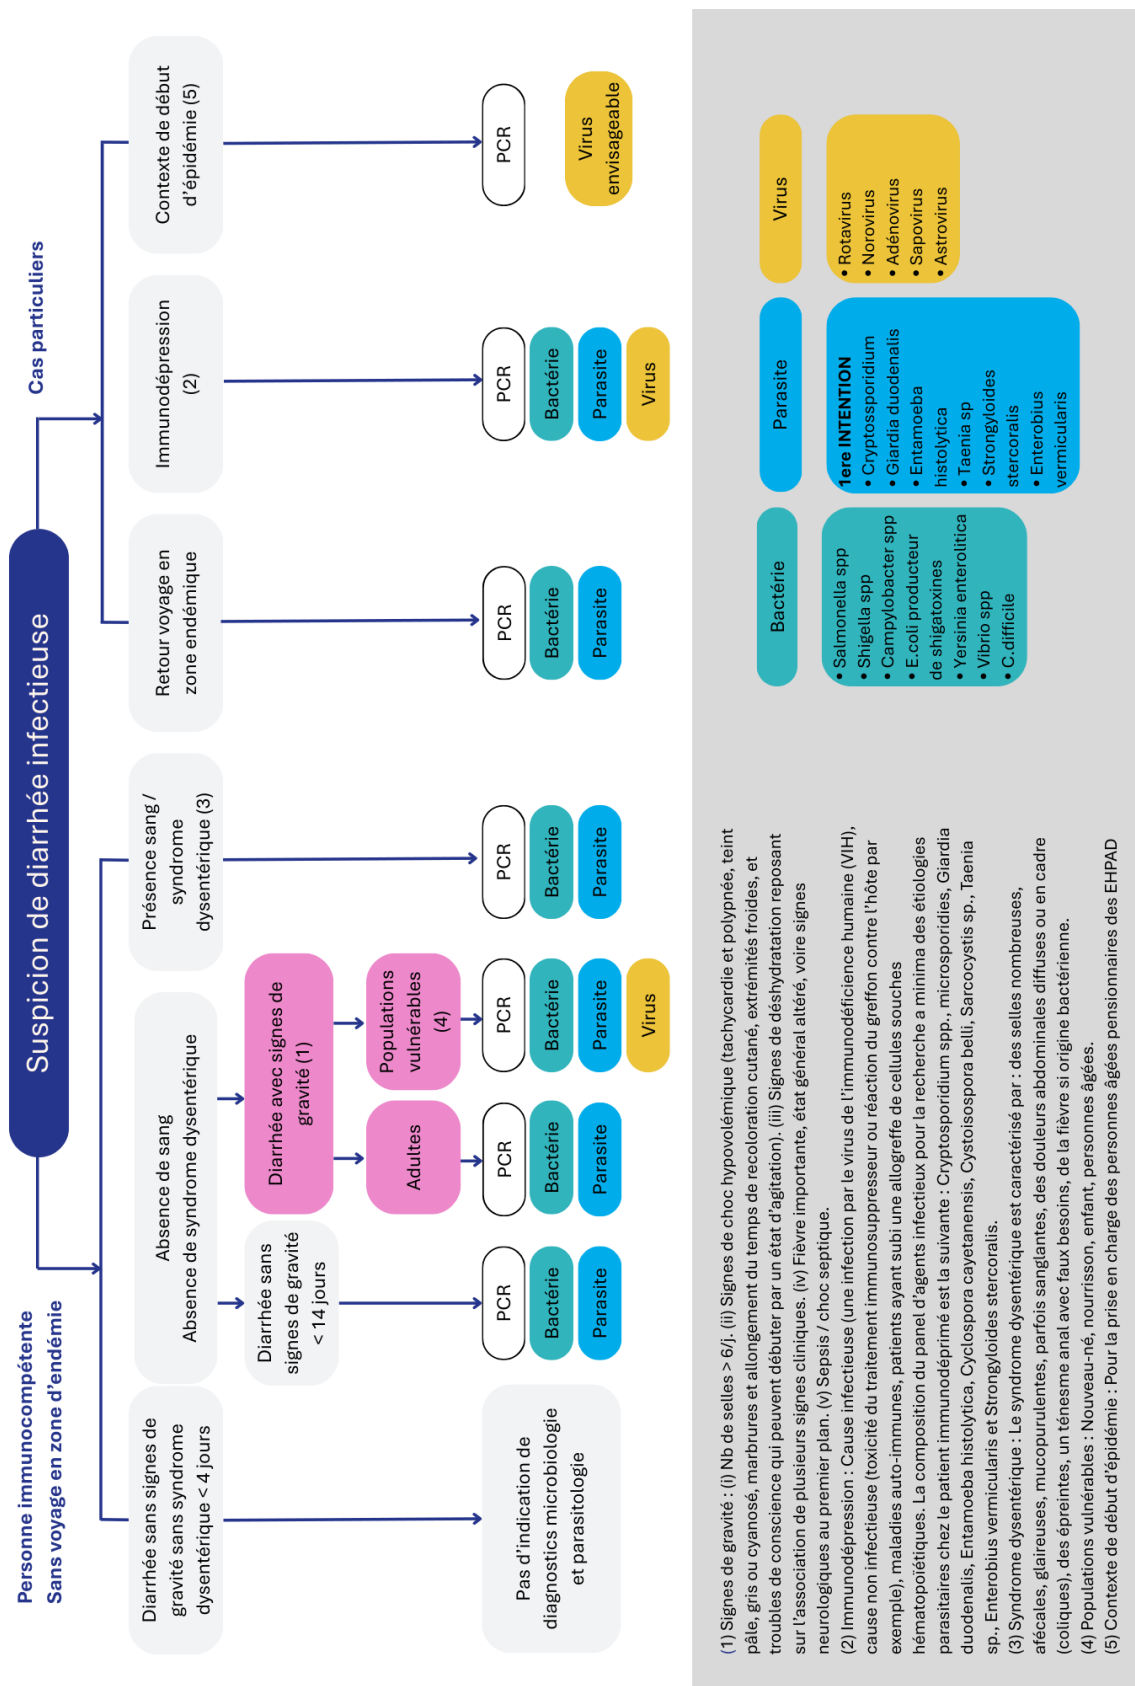 Suspicion de diarrhée infectieuse
Personne immunocompétente
Sans voyage en zone d'endémie
Cas particuliers
Diarrhée sans signes de
gravité sans syndrome
dysentérique < 4 jours
Absence de sang
Absence de syndrome dysentérique
Présence sang /
syndrome
dysentérique (3)
Retour voyage en
zone endémique
Immunodépression
(2)
Contexte de début
d'épidémie (5)
Diarrhée sans
signes de gravité
< 14 jours
Diarrhée avec signes de
gravité (1)
Adultes
Populations
vulnérables
(4)
Pas d'indication de
diagnostics microbiologie
et parasitologie
PCR
Bactérie
Parasite
PCR
Bactérie
Parasite
PCR
Bactérie
Parasite
Virus
PCR
Bactérie
Parasite
PCR
Bactérie
Parasite
PCR
Bactérie
Parasite
Virus
PCR
Virus
envisageable
(1) Signes de gravité : (i) Nb de selles > 6/j. (ii) Signes de choc hypovolémique (tachycardie et polypnée, teint
pâle, gris ou cyanosé, marbrures et allongement du temps de recoloration cutané, extrémités froides, et
troubles de conscience qui peuvent débuter par un état d'agitation). (iii) Signes de déshydratation reposant
sur l'association de plusieurs signes cliniques. (iv) Fièvre importante, état général altéré, voire signes
neurologiques au premier plan. (v) Sepsis / choc septique.
(2) Immunodépression : Cause infectieuse (une infection par le virus de l'immunodéficience humaine (VIH),
cause non infectieuse (toxicité du traitement immunosuppresseur ou réaction du greffon contre l'hôte par
exemple), maladies auto-immunes, patients ayant subi une allogreffe de cellules souches
hématopoïétiques. La composition du panel d'agents infectieux pour la recherche a minima des étiologies
parasitaires chez le patient immunodéprimé est la suivante : Cryptosporidium spp., microsporidies, Giardia
duodenalis, Entamoeba histolytica, Cyclospora cayetanensis, Cystoisospora belli, Sarcocystis sp., Taenia
sp., Enterobius vermicularis et Strongyloides stercoralis.
(3) Syndrome dysentérique : Le syndrome dysentérique est caractérisé par : des selles nombreuses,
afécales, glaireuses, mucopurulentes, parfois sanglantes, des douleurs abdominales diffuses ou en cadre
(coliques), des épreintes, un ténesme anal avec faux besoins, de la fièvre si origine bactérienne.
(4) Populations vulnérables : Nouveau-né, nourrisson, enfant, personnes âgées.
(5) Contexte de début d'épidémie : Pour la prise en charge des personnes âgées pensionnaires des EHPAD
Bactérie
• Salmonella spp
• Shigella spp
• Campylobacter spp
• E.coli producteur
de shigatoxines
• Yersinia enterolitica
• Vibrio spp
• C.difficile
Parasite
1ere INTENTION
• Cryptossporidium
• Giardia duodenalis
• Entamoeba
histolytica
• Taenia sp
• Strongyloides
stercoralis
• Enterobius
vermicularis
Virus
• Rotavirus
• Norovirus
• Adénovirus
• Sapovirus
• Astrovirus